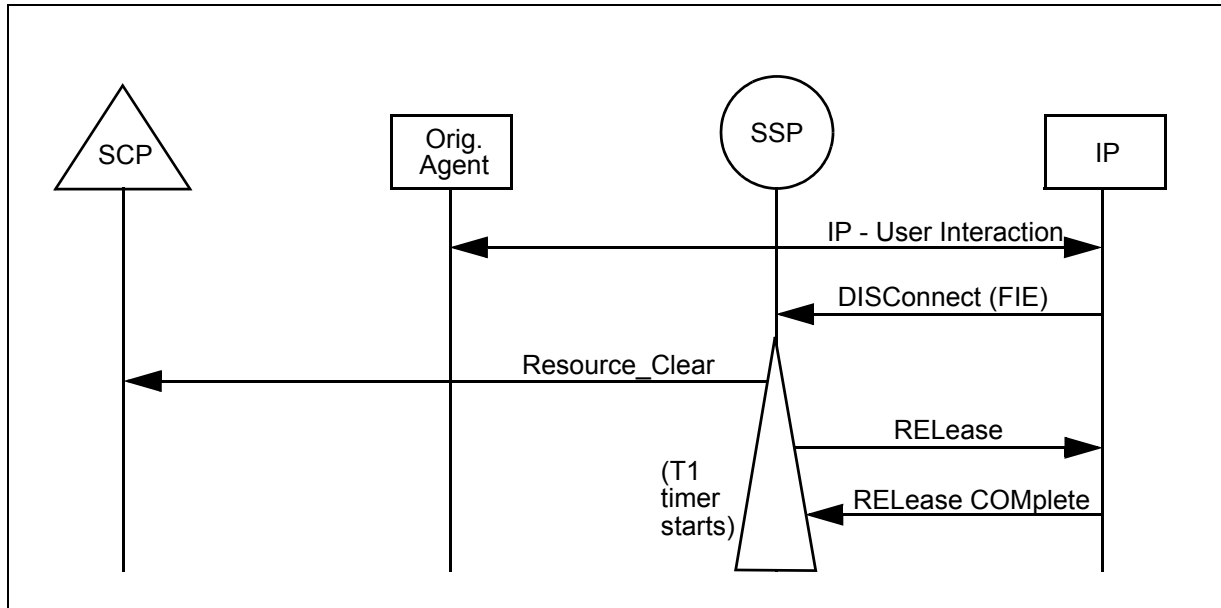 SCP
Orig.
Agent
SSP
IP
IP - User Interaction
DISConnect (FIE)
Resource_Clear
RELease
(T1
timer
starts)
RELease COMplete